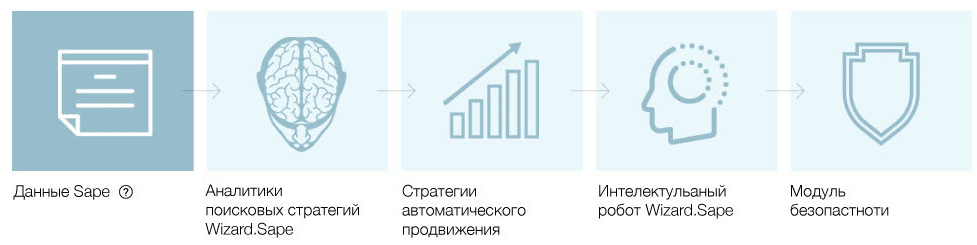 Данные Sape ?
Аналитики
поисковых стратегий
Wizard.Sape
Стратегии
автоматического
продвижения
Интелектульаный
робот Wizard.Sape
Модуль
безопастноти